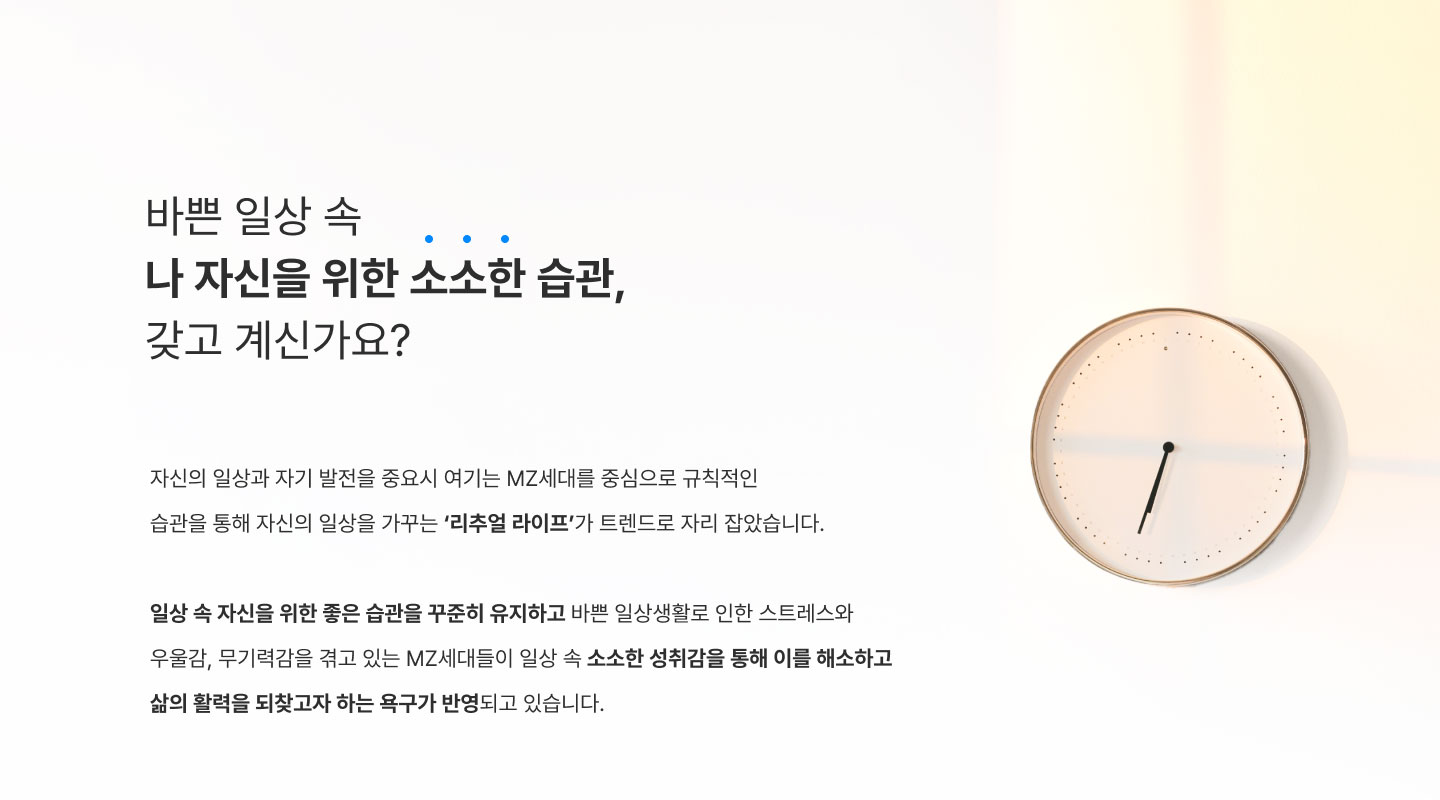 바쁜 일상 속
나 자신을 위한 소소한 습관,
갖고 계신가요?
자신의 일상과 자기 발전을 중요시 여기는 MZ세대를 중심으로 규칙적인
습관을 통해 자신의 일상을 가꾸는 ‘리추얼 라이프’가 트렌드로 자리 잡았습니다.
일상 속 자신을 위한 좋은 습관을 꾸준히 유지하고 바쁜 일상생활로 인한 스트레스와
우울감, 무기력감을 겪고 있는 MZ세대들이 일상 속 소소한 성취감을 통해 이를 해소하고
삶의 활력을 되찾고자 하는 욕구가 반영되고 있습니다.